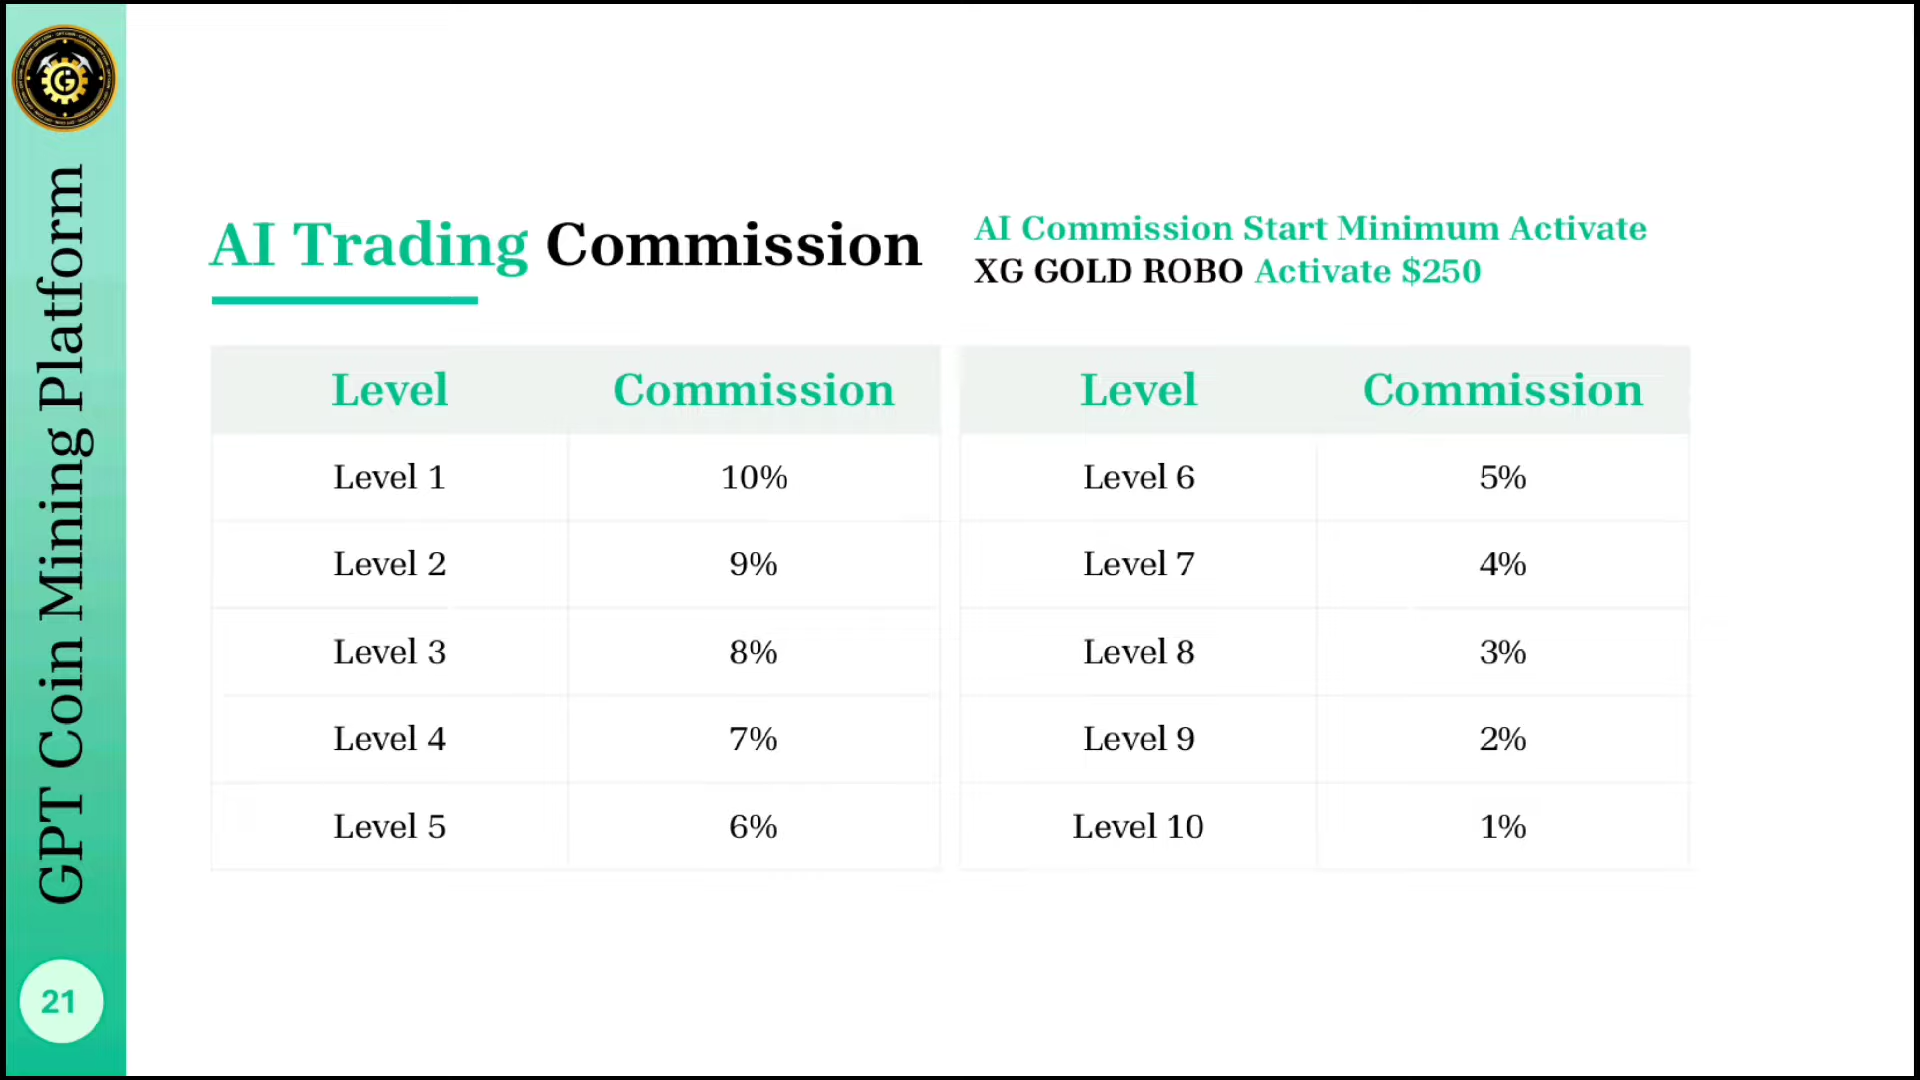 GPT Coin Mining Platform
21
AI Trading Commission
AI Commission Start Minimum Activate
XG GOLD ROBO Activate $250
Level Commission Level Commission
Level 1 10% Level 6 5%
Level 2 9% Level 7 4%
Level 3 8% Level 8 3%
Level 4 7% Level 9 2%
Level 5 6% Level 10 1%